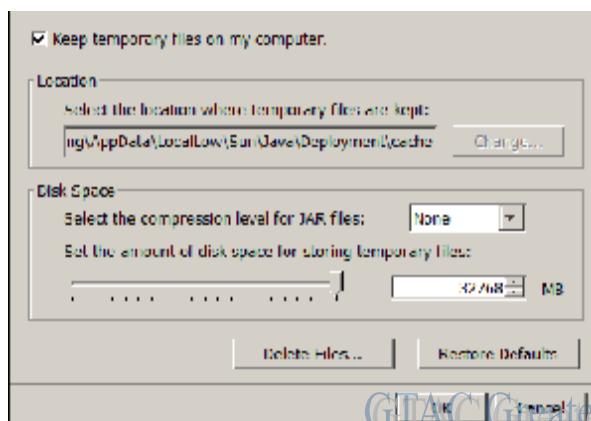 Keep temporary files on my computer.
Location
Select the location where temporary files are kept:
ng\AppData\LocalLow\Sun\Java\Deployment\cache
Change...
Disk Space
Select the compression level for JAR files:
None
Set the amount of disk space for storing temporary files:
32768
MB
Delete Files...
Restore Defaults
OK
Cancel
GTAC